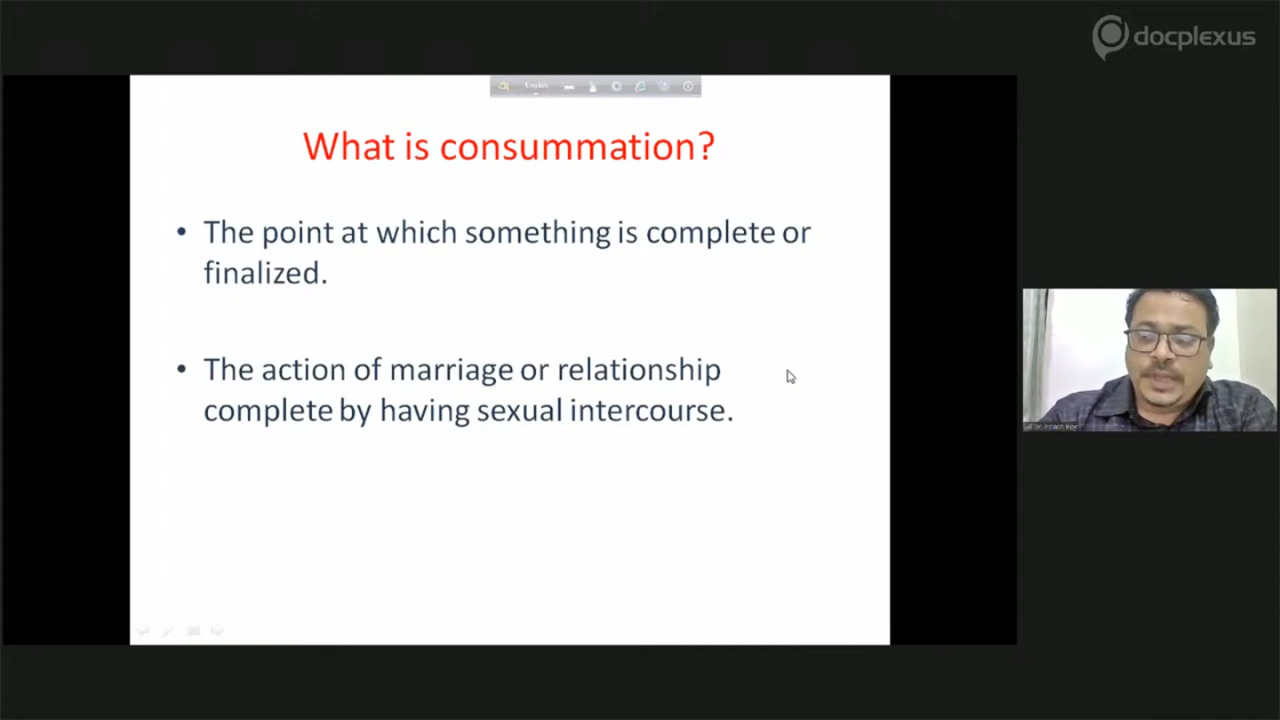 docplexus
English
What is consummation?
• The point at which something is complete or
finalized.
• The action of marriage or relationship
complete by having sexual intercourse.